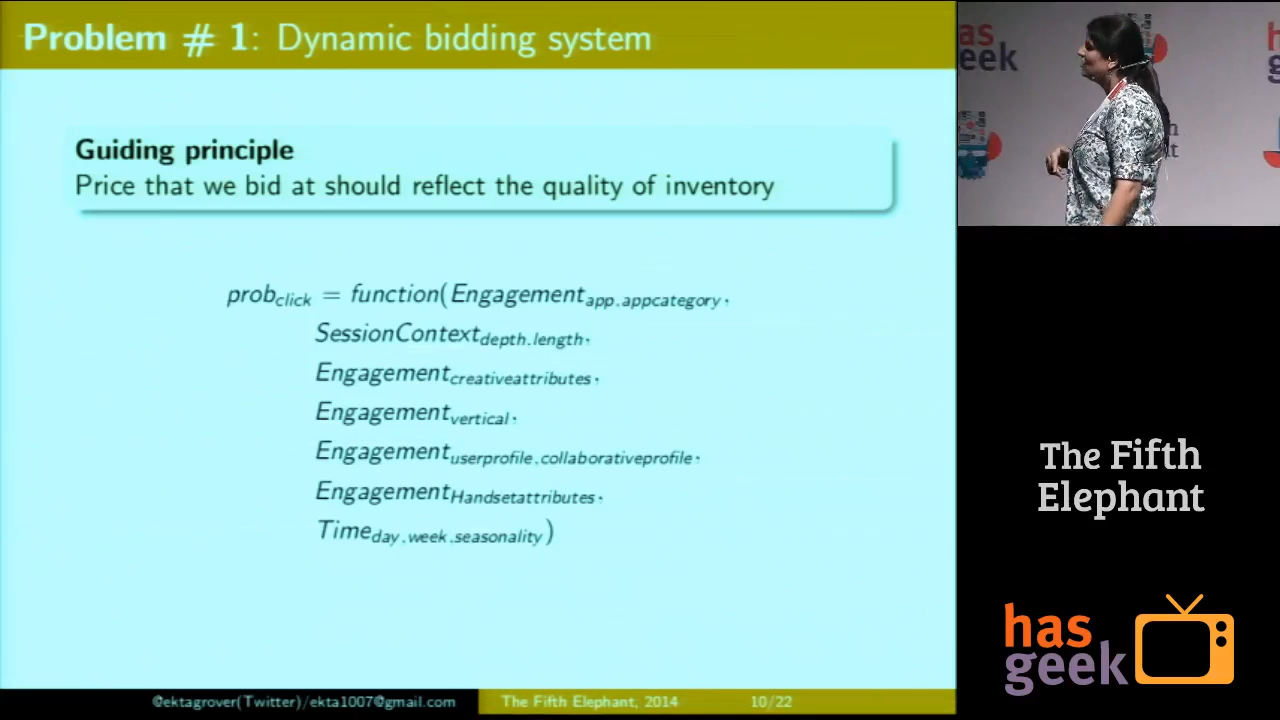 Problem # 1: Dynamic bidding system
Guiding principle
Price that we bid at should reflect the quality of inventory
prob_click = function(Engagement_app,appcategory,
SessionContext_depth,length,
Engagement_creativeattributes,
Engagement_vertical,
Engagement_userprofile,collaborativeprofile,
Engagement_Handsetattributes,
Time_day,week,seasonality)
@ektagrover(Twitter)/ekta1007@gmail.com
The Fifth Elephant, 2014
10/22
has
geek
The Fifth
Elephant
has
geek